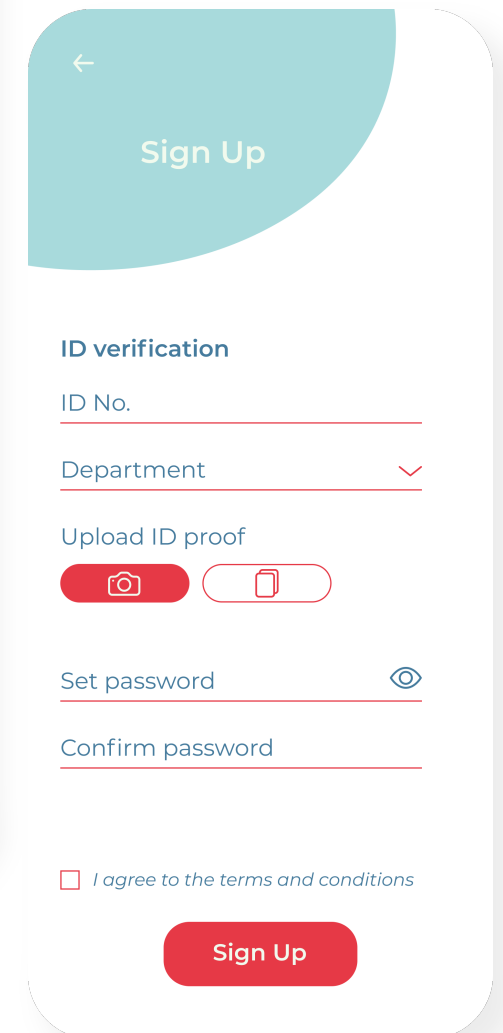 Sign Up
ID verification
ID No.
Department
Upload ID proof
Set password
Confirm password
I agree to the terms and conditions
Sign Up